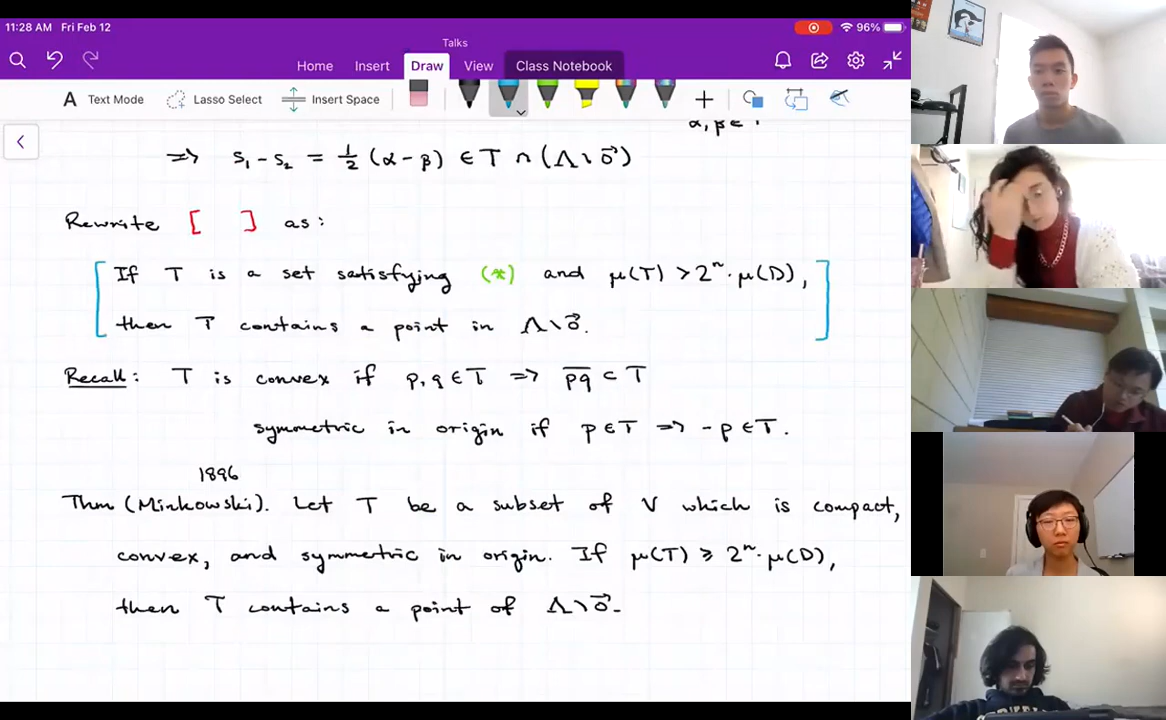 11:28 AM Fri Feb 12
96%
Talks
Home Insert Draw View Class Notebook
Text Mode Lasso Select Insert Space
α, β ∈ T
⇒ s₁ - s₂ = ½ (α - β) ∈ T ∩ (Λ \ 0⃗)
Rewrite [ ] as:
[ If T is a set satisfying (*) and μ(T) > 2ⁿ · μ(D),
then T contains a point in Λ \ 0⃗. ]
Recall: T is convex if p, q ∈ T ⇒ p̅q̅ ⊂ T
symmetric in origin if p ∈ T ⇒ -p ∈ T.
1896
Thm (Minkowski). Let T be a subset of V which is compact,
convex, and symmetric in origin. If μ(T) ≥ 2ⁿ · μ(D),
then T contains a point of Λ \ 0⃗.